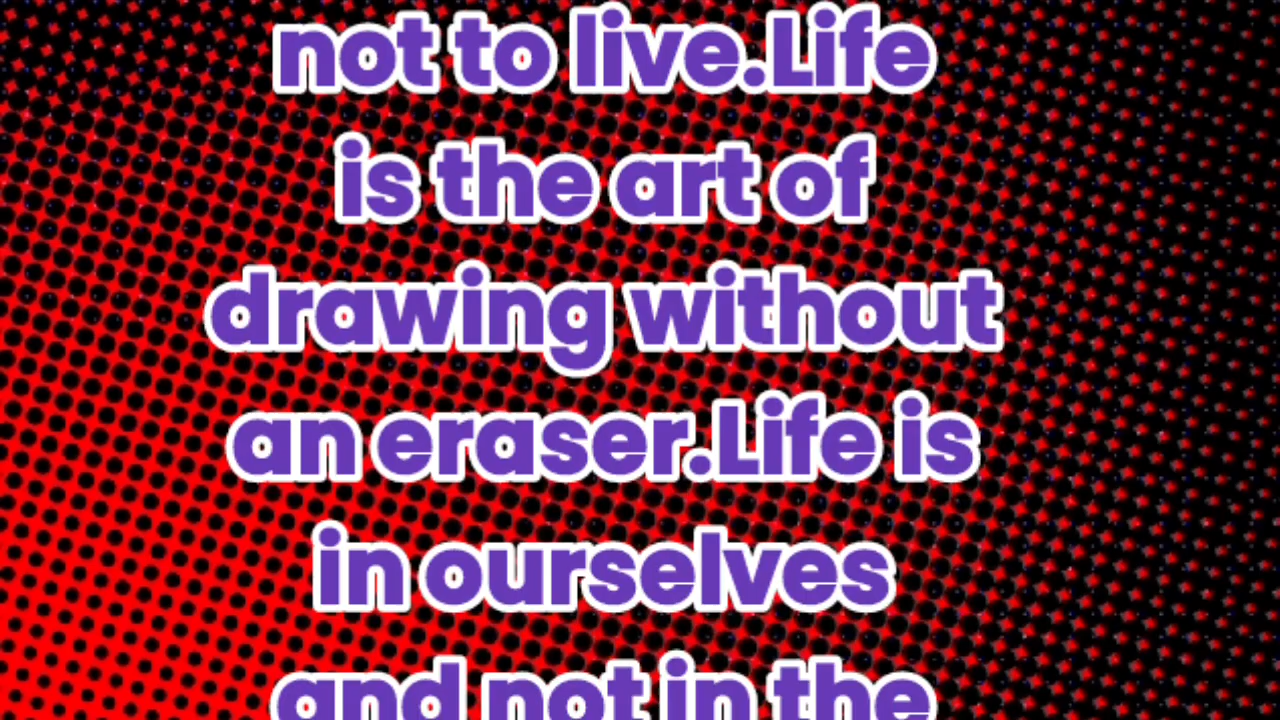 not to live.Life
is the art of
drawing without
an eraser.Life is
in ourselves
and not in the